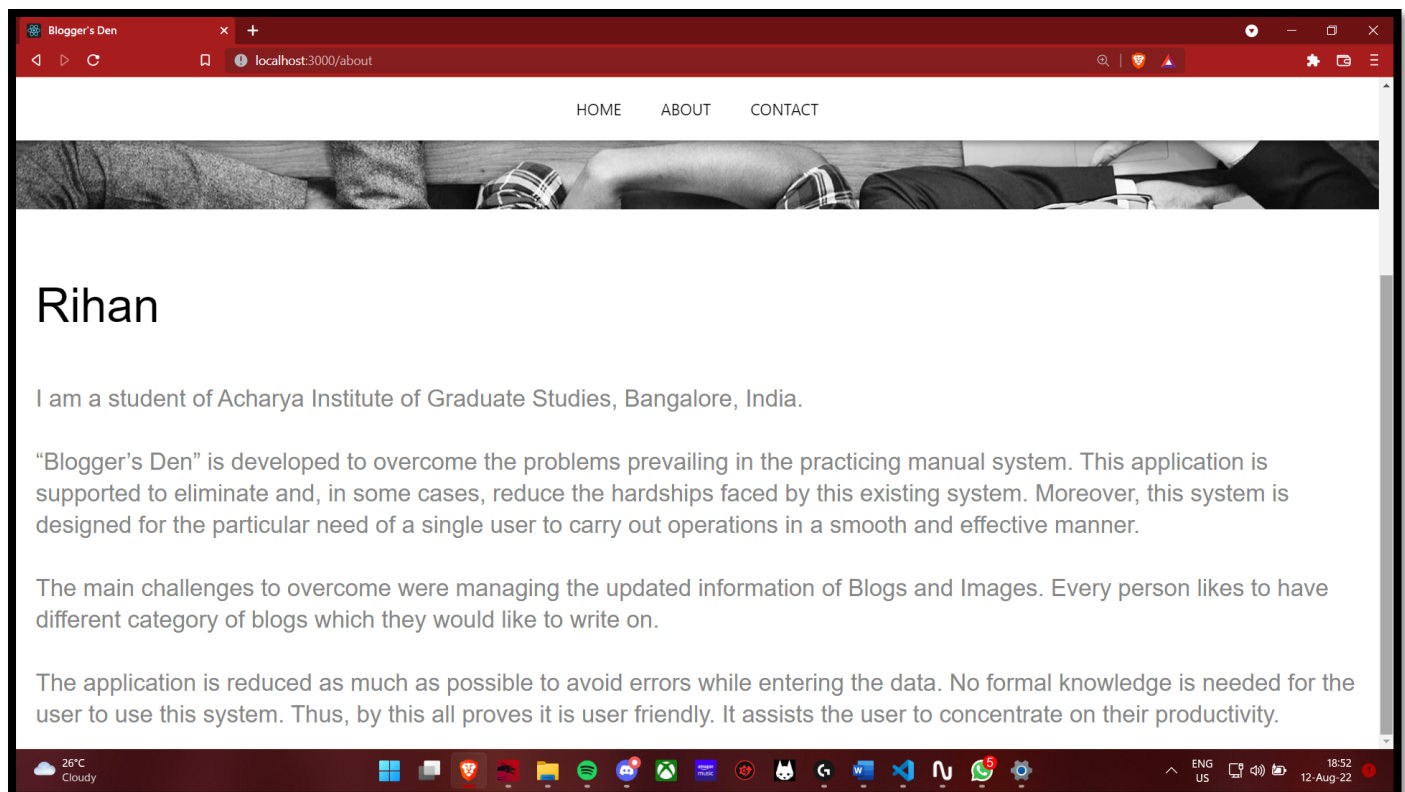 Blogger's Den
localhost:3000/about
HOME ABOUT CONTACT
Rihan
I am a student of Acharya Institute of Graduate Studies, Bangalore, India.
“Blogger’s Den” is developed to overcome the problems prevailing in the practicing manual system. This application is
supported to eliminate and, in some cases, reduce the hardships faced by this existing system. Moreover, this system is
designed for the particular need of a single user to carry out operations in a smooth and effective manner.
The main challenges to overcome were managing the updated information of Blogs and Images. Every person likes to have
different category of blogs which they would like to write on.
The application is reduced as much as possible to avoid errors while entering the data. No formal knowledge is needed for the
user to use this system. Thus, by this all proves it is user friendly. It assists the user to concentrate on their productivity.
26°C
Cloudy
amazon
music
5
ENG
US
18:52
12-Aug-22
1